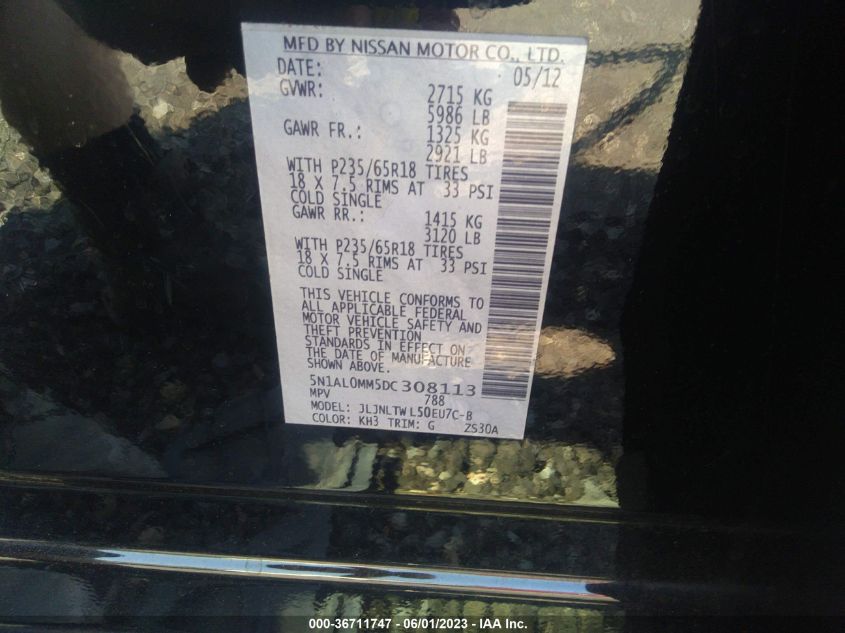 MFD BY NISSAN MOTOR CO., LTD.
DATE: 05/12
GVWR: 2715 KG
5986 LB
GAWR FR.: 1325 KG
2921 LB
WITH P235/65R18 TIRES
18 X 7.5 RIMS AT 33 PSI
COLD SINGLE
GAWR RR.: 1415 KG
3120 LB
WITH P235/65R18 TIRES
18 X 7.5 RIMS AT 33 PSI
COLD SINGLE
THIS VEHICLE CONFORMS TO
ALL APPLICABLE FEDERAL
MOTOR VEHICLE SAFETY AND
THEFT PREVENTION
STANDARDS IN EFFECT ON
THE DATE OF MANUFACTURE
SHOWN ABOVE.
5N1AL0MM5DC308113
MPV 788
MODEL: JLJNLTWL50EU7C-B
COLOR: KH3 TRIM: G ZS30A
000-36711747 - 06/01/2023 - IAA Inc.